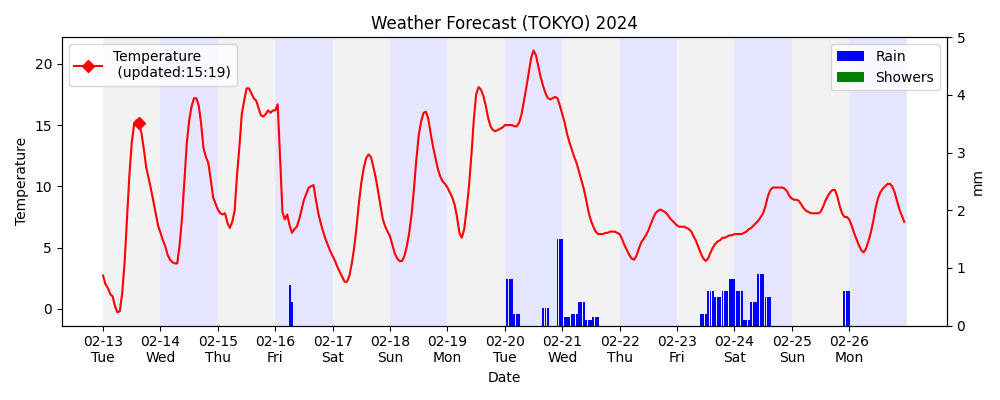 Weather Forecast (TOKYO) 2024
Temperature
(updated:15:19)
Rain
Showers
Temperature
20
15
10
5
0
5
4
3
2
1
0
mm
02-13 02-14 02-15 02-16 02-17 02-18 02-19 02-20 02-21 02-22 02-23 02-24 02-25 02-26
Tue Wed Thu Fri Sat Sun Mon Tue Wed Thu Fri Sat Sun Mon
Date